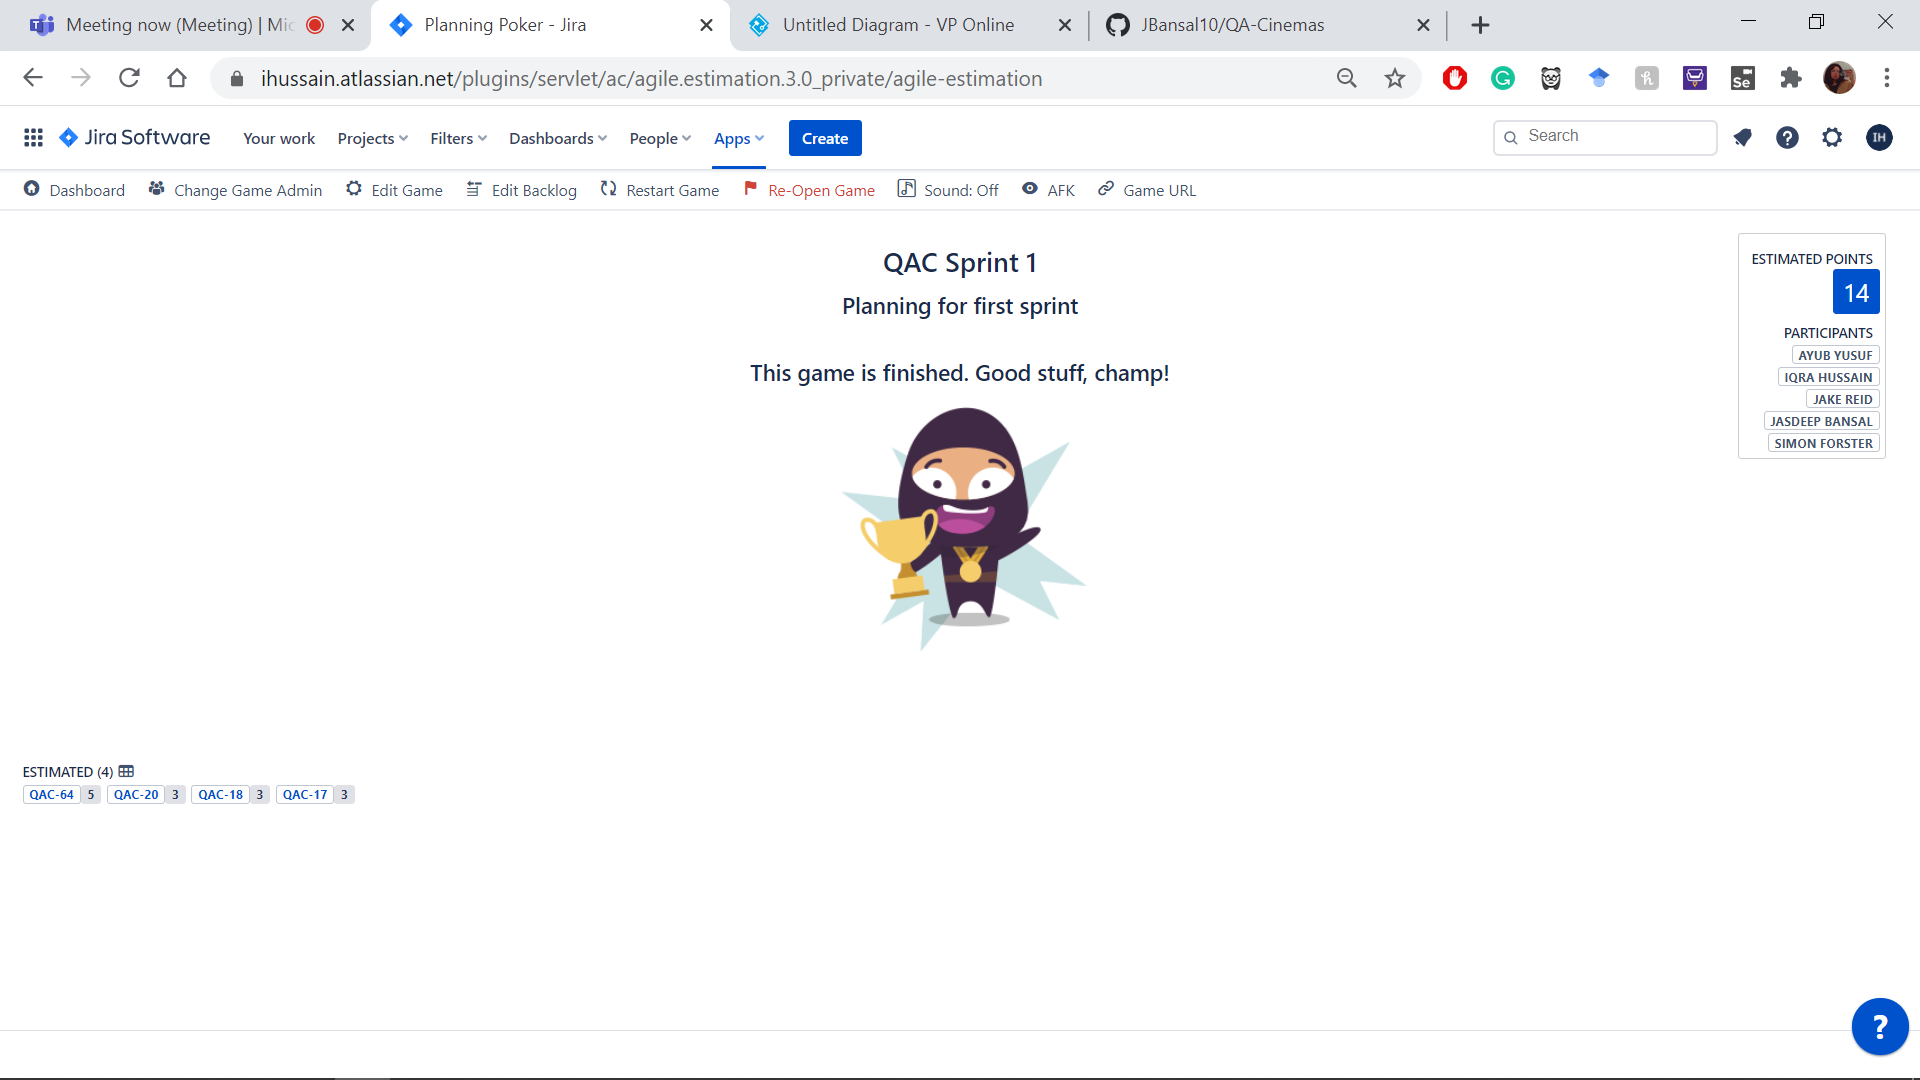 Meeting now (Meeting) | Mic
Planning Poker - Jira
Untitled Diagram - VP Online
JBansal10/QA-Cinemas
ihussain.atlassian.net/plugins/servlet/ac/agile.estimation.3.0_private/agile-estimation
Jira Software
Your work
Projects
Filters
Dashboards
People
Apps
Create
Search
IH
Dashboard
Change Game Admin
Edit Game
Edit Backlog
Restart Game
Re-Open Game
Sound: Off
AFK
Game URL
QAC Sprint 1
Planning for first sprint
This game is finished. Good stuff, champ!
ESTIMATED POINTS
14
PARTICIPANTS
AYUB YUSUF
IQRA HUSSAIN
JAKE REID
JASDEEP BANSAL
SIMON FORSTER
ESTIMATED (4)
QAC-64 5 QAC-20 3 QAC-18 3 QAC-17 3
?